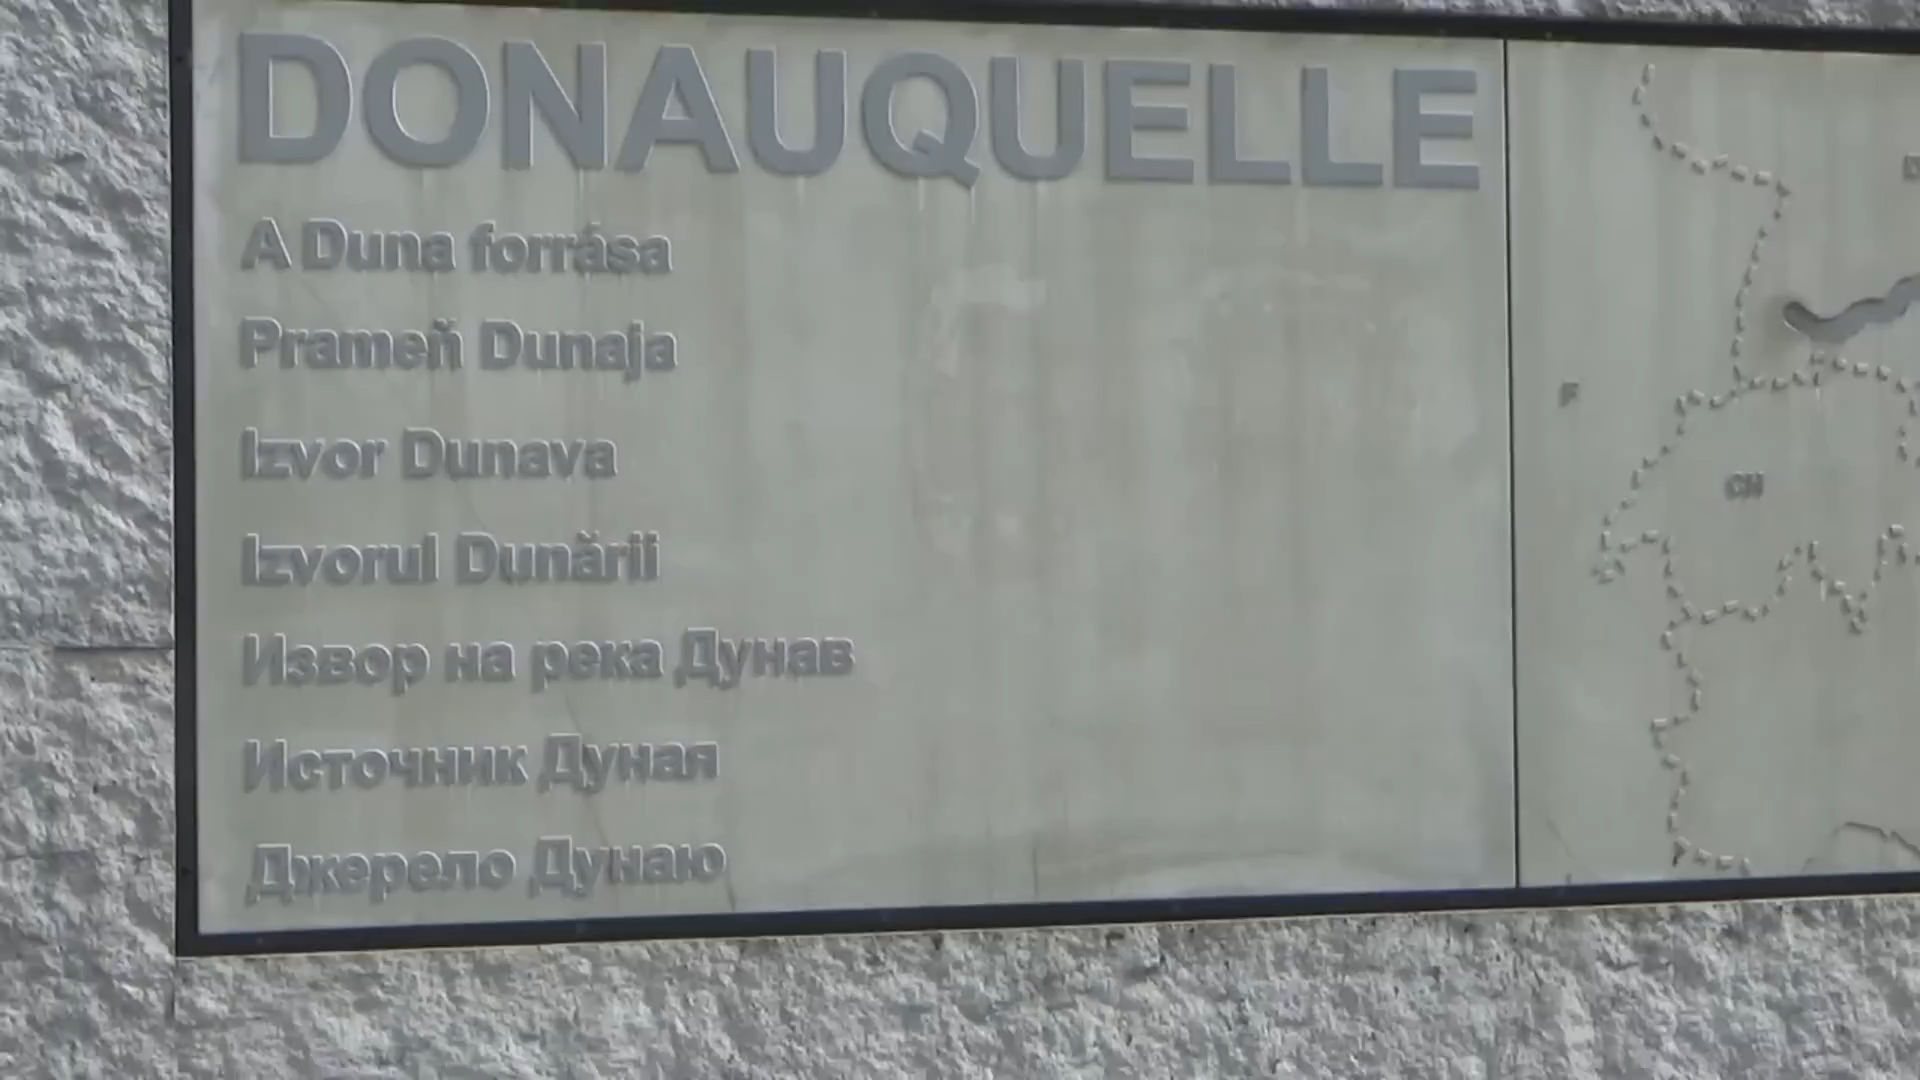 DONAUQUELLE
A Duna forrása
Prameň Dunaja
Izvor Dunava
Izvorul Dunării
Извор на река Дунав
Источник Дуная
Джерело Дунаю
F
CH